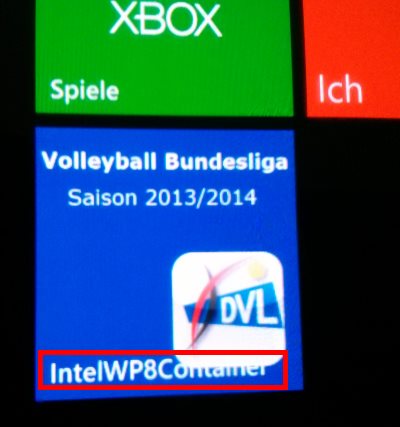 XBOX
Spiele
Ich
Volleyball Bundesliga
Saison 2013/2014
DVL
IntelWP8Container